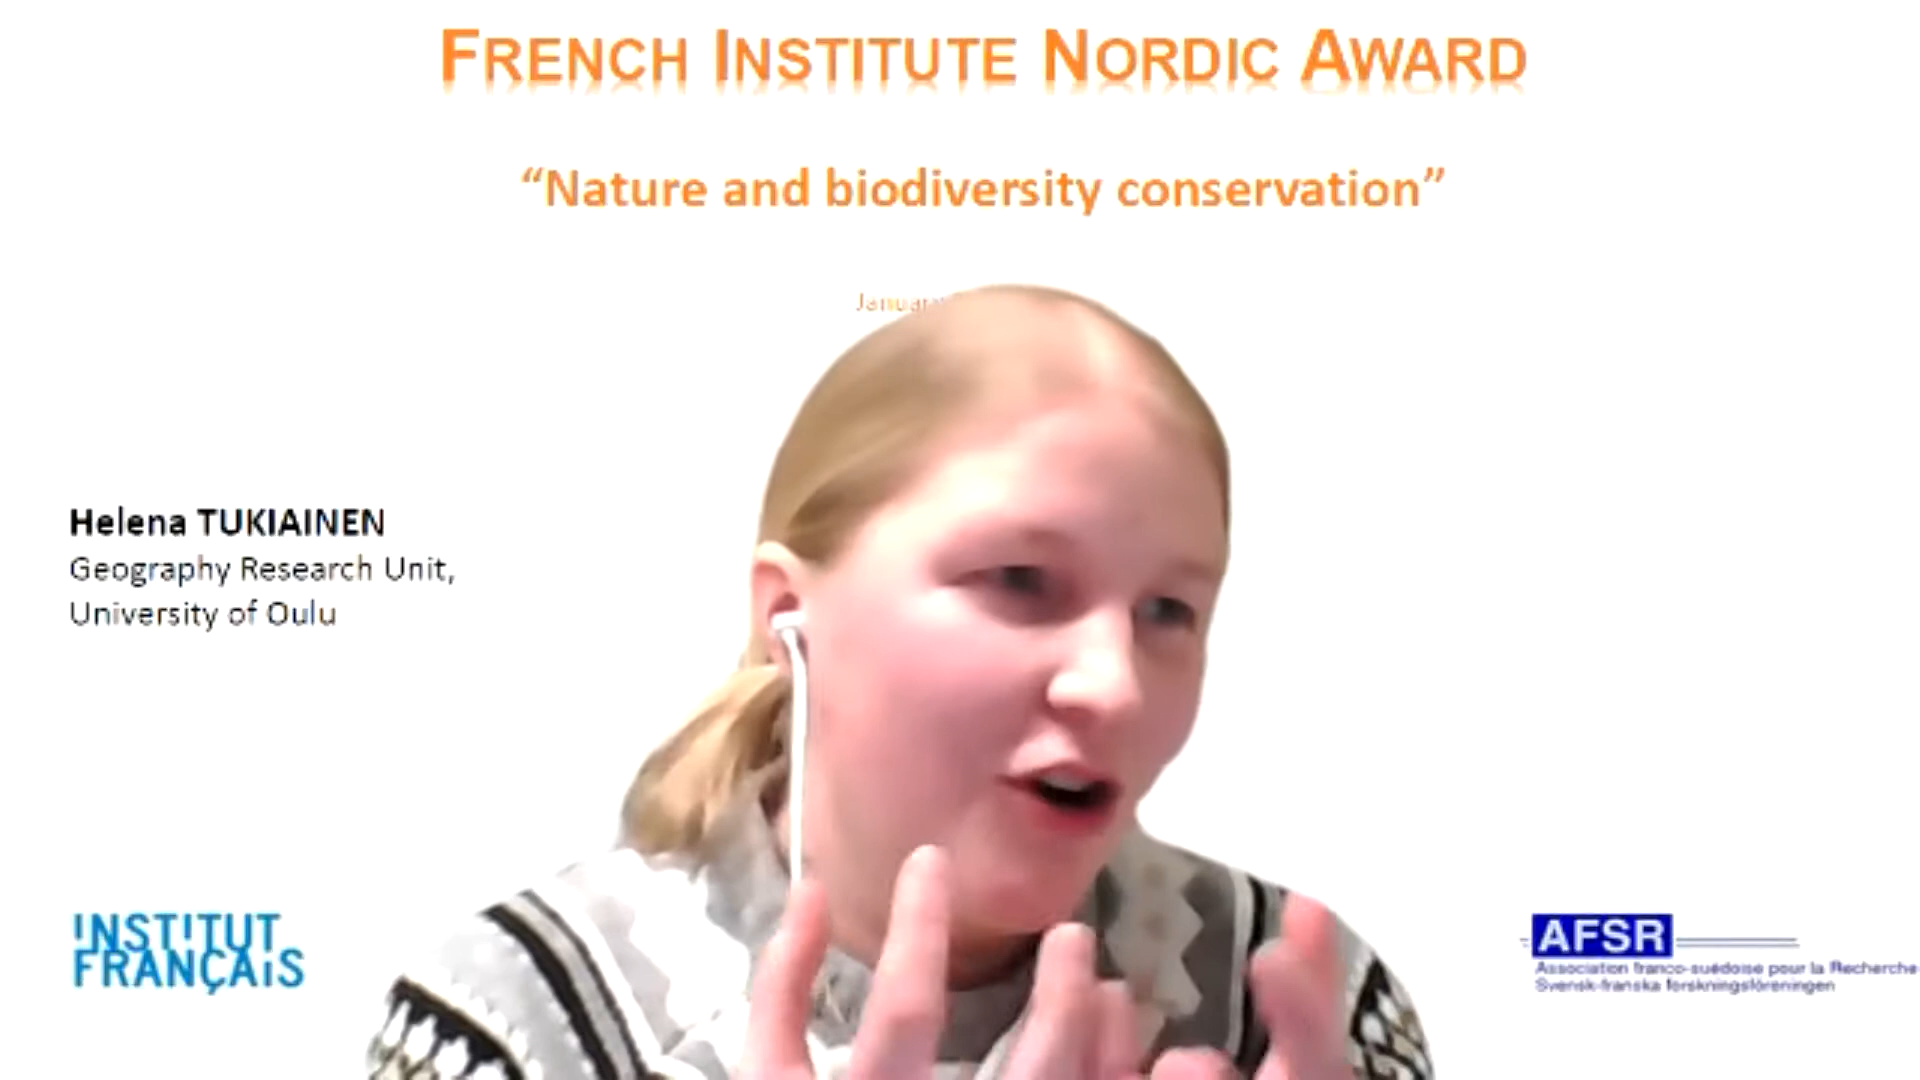 FRENCH INSTITUTE NORDIC AWARD
“Nature and biodiversity conservation”
Helena TUKIAINEN
Geography Research Unit,
University of Oulu
INSTITUT
FRANÇAIS
AFSR
Association franco-suédoise pour la Recherche
Svensk-franska forskningsföreningen